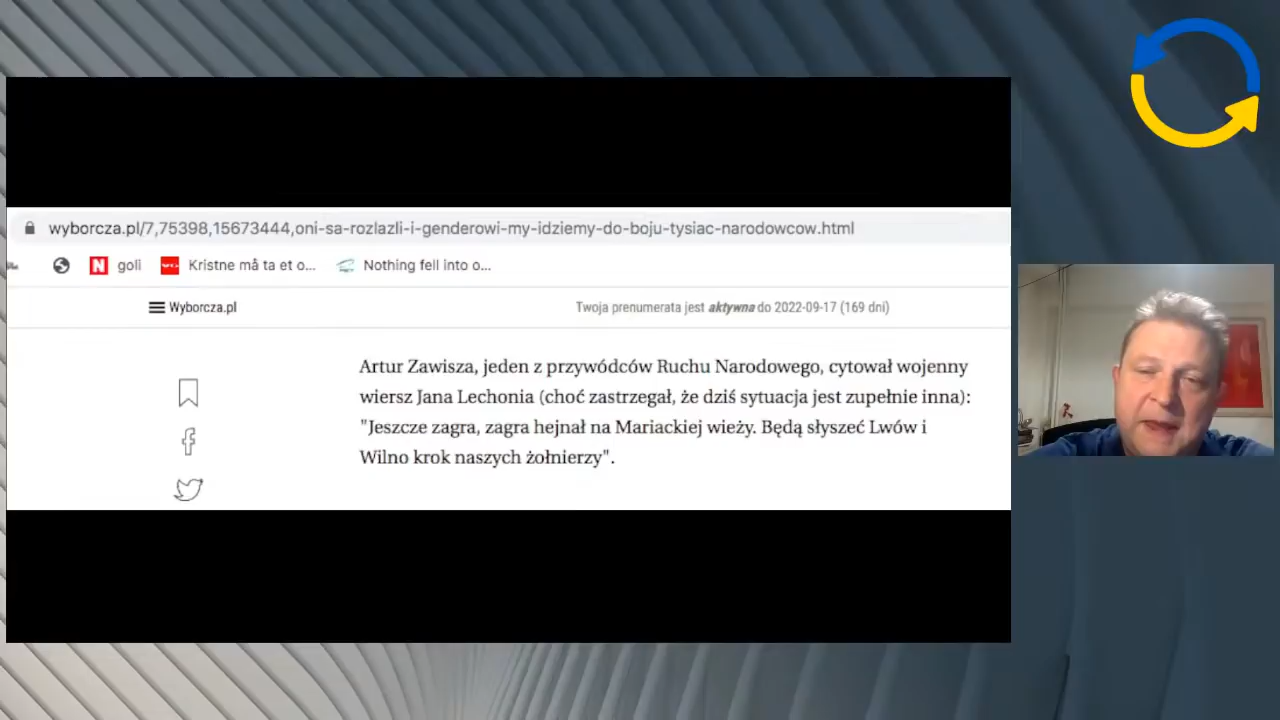 wyborcza.pl/7,75398,15673444,oni-sa-rozlazli-i-genderowi-my-idziemy-do-boju-tysiac-narodowcow.html
N goli Kristne må ta et o... Nothing fell into o...
Wyborcza.pl Twoja prenumerata jest aktywna do 2022-09-17 (169 dni)
Artur Zawisza, jeden z przywódców Ruchu Narodowego, cytował wojenny
wiersz Jana Lechonia (choć zastrzegał, że dziś sytuacja jest zupełnie inna):
"Jeszcze zagra, zagra hejnał na Mariackiej wieży. Będą słyszeć Lwów i
Wilno krok naszych żołnierzy".